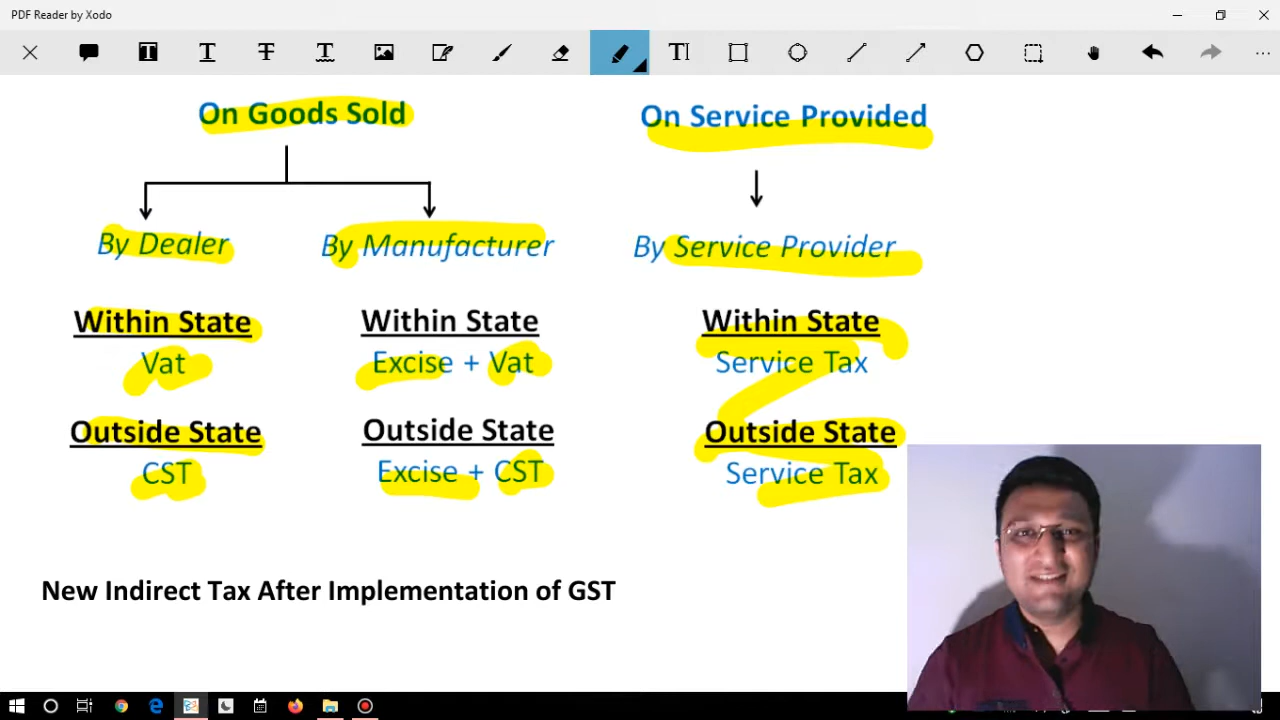 PDF Reader by Xodo
On Goods Sold
On Service Provided
By Dealer
By Manufacturer
By Service Provider
Within State
Within State
Within State
Vat
Excise + Vat
Service Tax
Outside State
Outside State
Outside State
CST
Excise + CST
Service Tax
New Indirect Tax After Implementation of GST